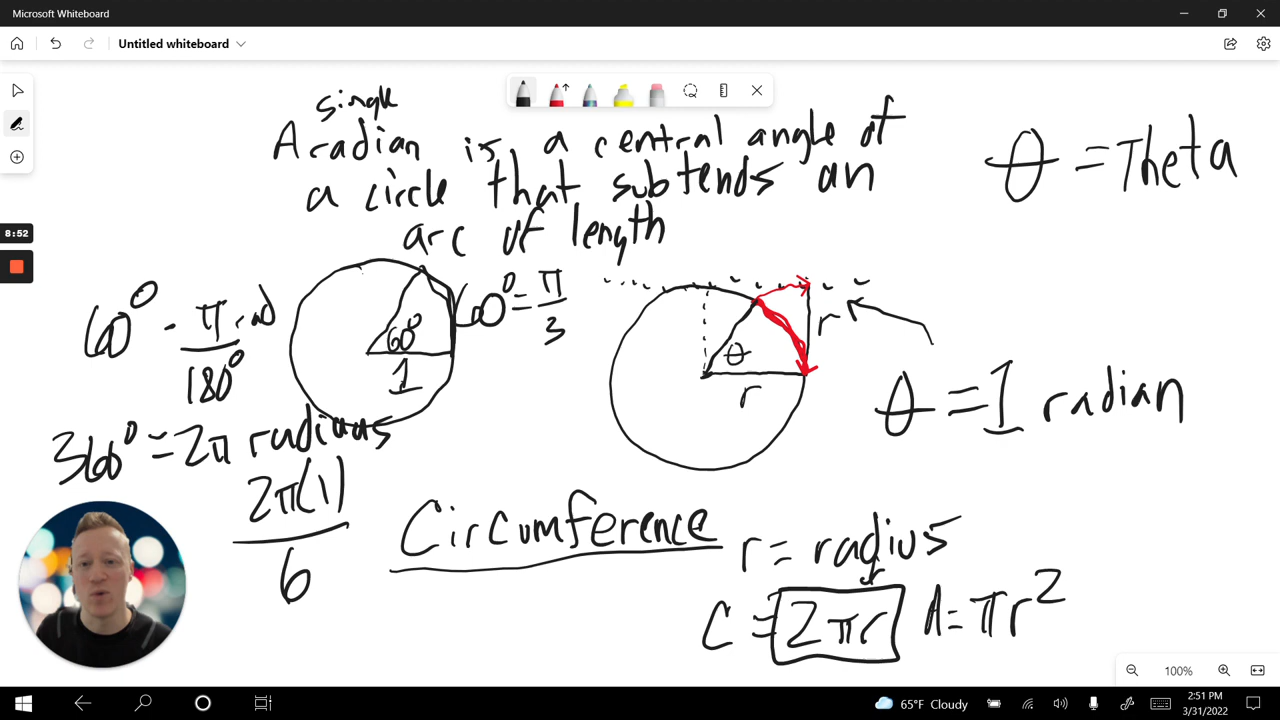 Microsoft Whiteboard
Untitled whiteboard
single
A radian is a central angle of
a circle that subtends an
arc of length
θ = Theta
8:52
60° · π rad
180°
60°
1
60° = π
3
θ
r
r
θ = 1 radian
360° = 2π radians
2π(1)
6
Circumference
r = radius
C = 2πr A = πr²
100%
65°F Cloudy
2:51 PM
3/31/2022